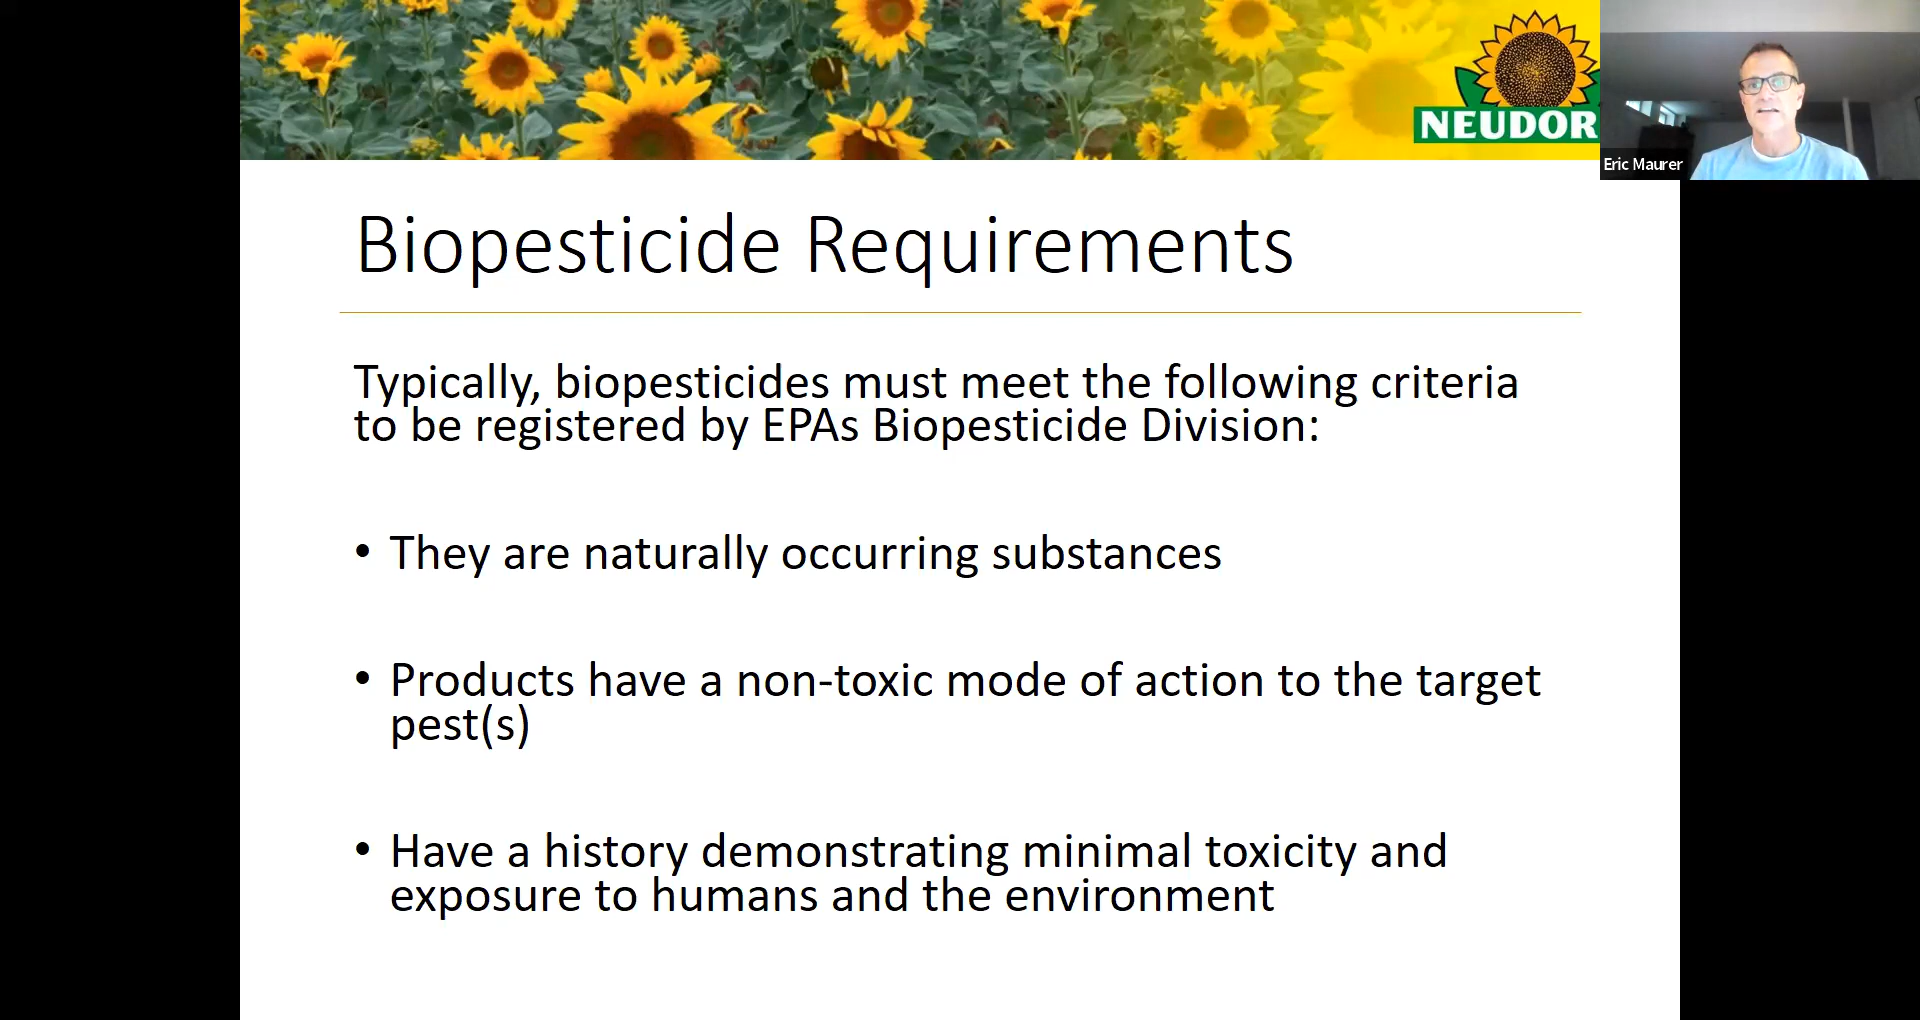 NEUDOR
Eric Maurer
Biopesticide Requirements
Typically, biopesticides must meet the following criteria
to be registered by EPAs Biopesticide Division:
• They are naturally occurring substances
• Products have a non-toxic mode of action to the target
pest(s)
• Have a history demonstrating minimal toxicity and
exposure to humans and the environment